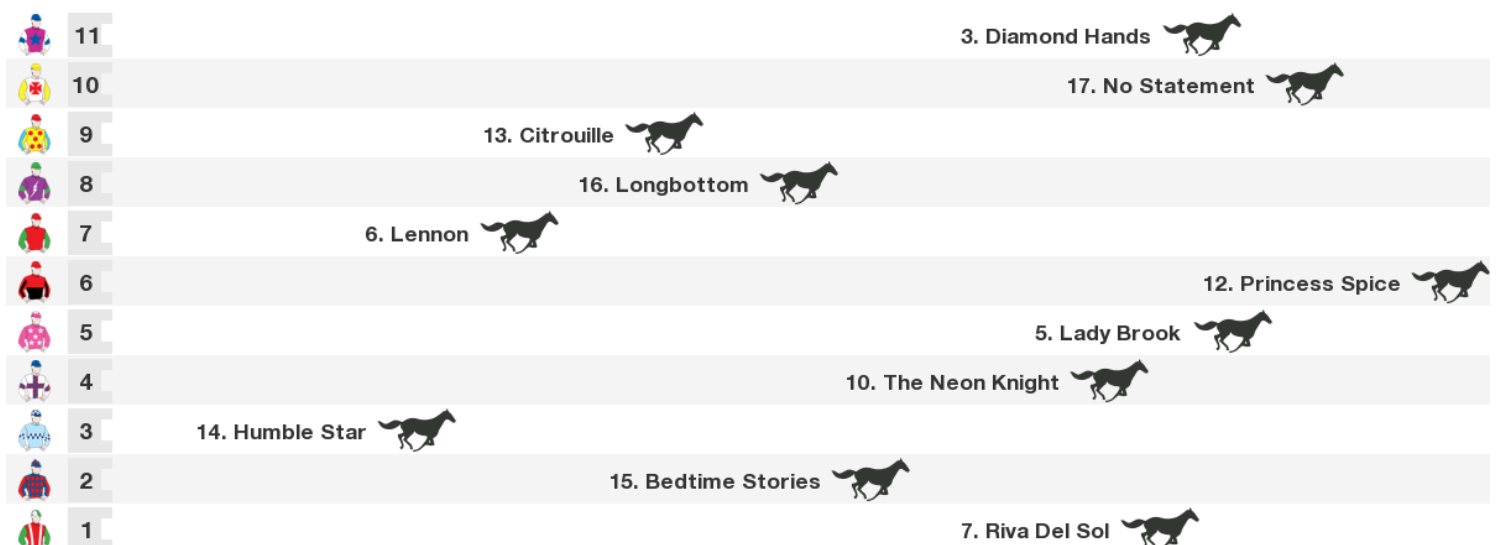 11 3. Diamond Hands
10 17. No Statement
9 13. Citrouille
8 16. Longbottom
7 6. Lennon
6 12. Princess Spice
5 5. Lady Brook
4 10. The Neon Knight
3 14. Humble Star
2 15. Bedtime Stories
1 7. Riva Del Sol